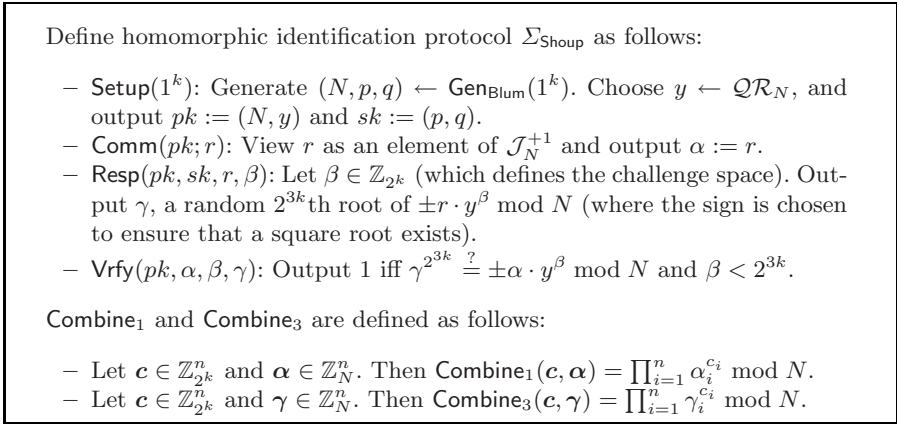 Define homomorphic identification protocol Σ_Shoup as follows:
– Setup(1^k): Generate (N, p, q) ← Gen_Blum(1^k). Choose y ← QR_N, and
output pk := (N, y) and sk := (p, q).
– Comm(pk; r): View r as an element of J_N^{+1} and output α := r.
– Resp(pk, sk, r, β): Let β ∈ ℤ_{2^k} (which defines the challenge space). Out-
put γ, a random 2^{3k}th root of ±r · y^β mod N (where the sign is chosen
to ensure that a square root exists).
– Vrfy(pk, α, β, γ): Output 1 iff γ^{2^{3k}} ≟ ±α · y^β mod N and β < 2^{3k}.
Combine_1 and Combine_3 are defined as follows:
– Let c ∈ ℤ_{2^k}^n and α ∈ ℤ_N^n. Then Combine_1(c, α) = ∏_{i=1}^n α_i^{c_i} mod N.
– Let c ∈ ℤ_{2^k}^n and γ ∈ ℤ_N^n. Then Combine_3(c, γ) = ∏_{i=1}^n γ_i^{c_i} mod N.